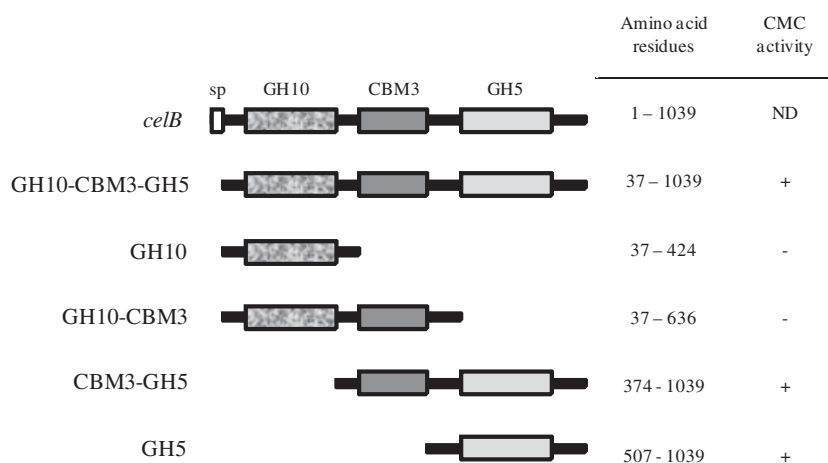 Amino acid CMC
residues activity
sp GH10 CBM3 GH5
celB 1 – 1039 ND
GH10-CBM3-GH5 37 – 1039 +
GH10 37 – 424 -
GH10-CBM3 37 – 636 -
CBM3-GH5 374 - 1039 +
GH5 507 - 1039 +